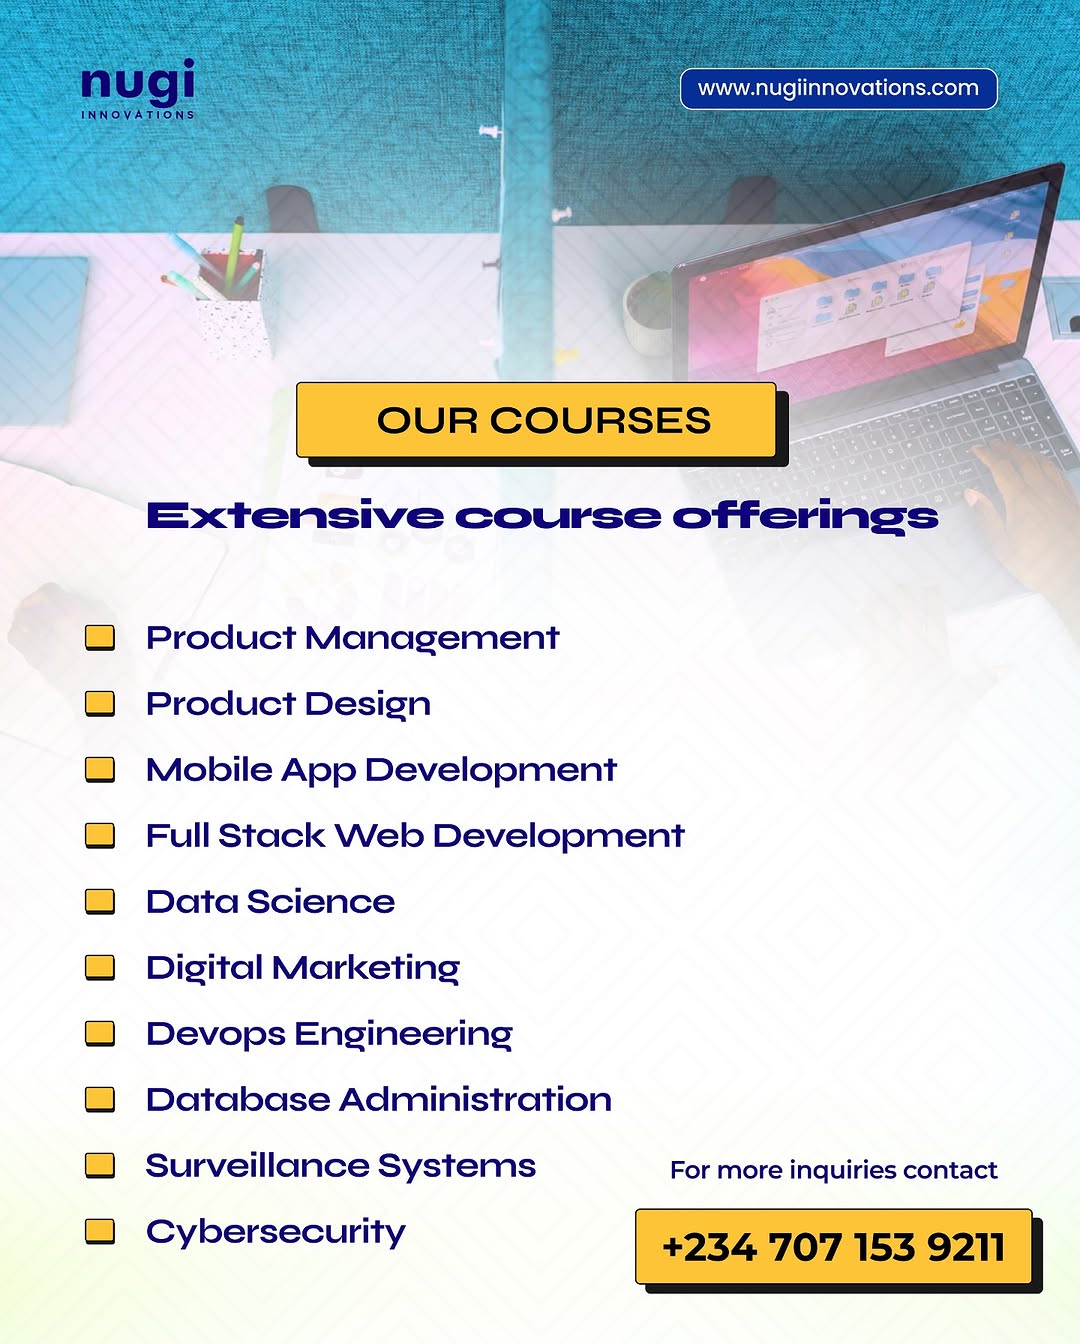 nugi
INNOVATIONS
www.nugiinnovations.com
OUR COURSES
Extensive course offerings
Product Management
Product Design
Mobile App Development
Full Stack Web Development
Data Science
Digital Marketing
Devops Engineering
Database Administration
Surveillance Systems
Cybersecurity
For more inquiries contact
+234 707 153 9211